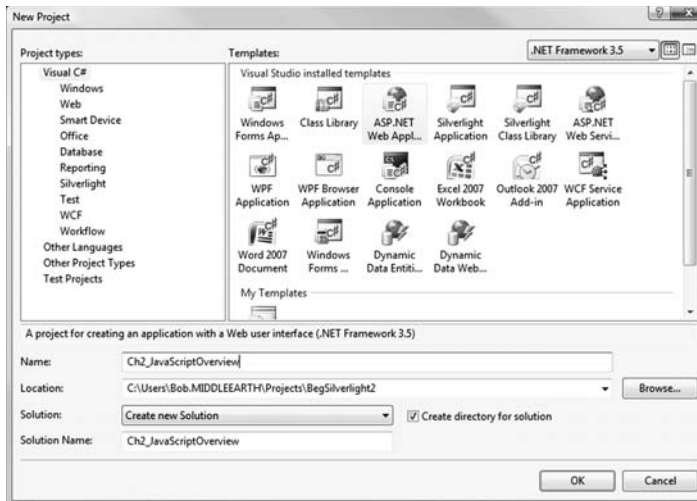 New Project
Project types:
Templates:
.NET Framework 3.5
Visual C#
Windows
Web
Smart Device
Office
Database
Reporting
Silverlight
Test
WCF
Workflow
Other Languages
Other Project Types
Test Projects
Visual Studio installed templates
Windows Forms Ap...
Class Library
ASP.NET Web Appl...
Silverlight Application
Silverlight Class Library
ASP.NET Web Servi...
WPF Application
WPF Browser Application
Console Application
Excel 2007 Workbook
Outlook 2007 Add-in
WCF Service Application
Word 2007 Document
Windows Forms ...
Dynamic Data Entiti...
Dynamic Data Web...
My Templates
A project for creating an application with a Web user interface (.NET Framework 3.5)
Name:
Ch2_JavaScriptOverview
Location:
C:\Users\Bob.MIDDLEEARTH\Projects\BegSilverlight2
Browse...
Solution:
Create new Solution
Create directory for solution
Solution Name:
Ch2_JavaScriptOverview
OK
Cancel